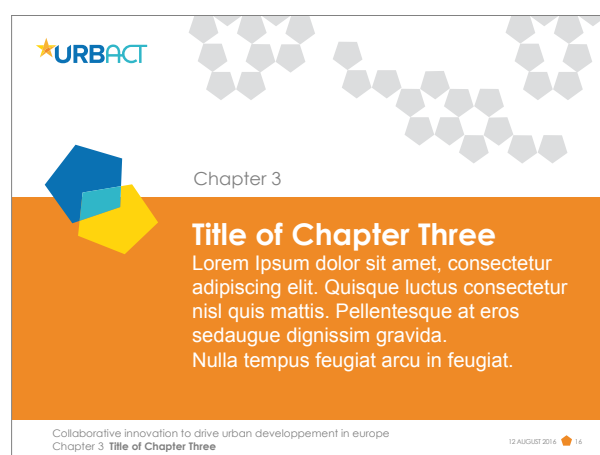 URBACT
Chapter 3
Title of Chapter Three
Lorem Ipsum dolor sit amet, consectetur
adipiscing elit. Quisque luctus consectetur
nisl quis mattis. Pellentesque at eros
sedaugue dignissim gravida.
Nulla tempus feugiat arcu in feugiat.
Collaborative innovation to drive urban developpement in europe
Chapter 3 Title of Chapter Three
12 AUGUST 2016 16